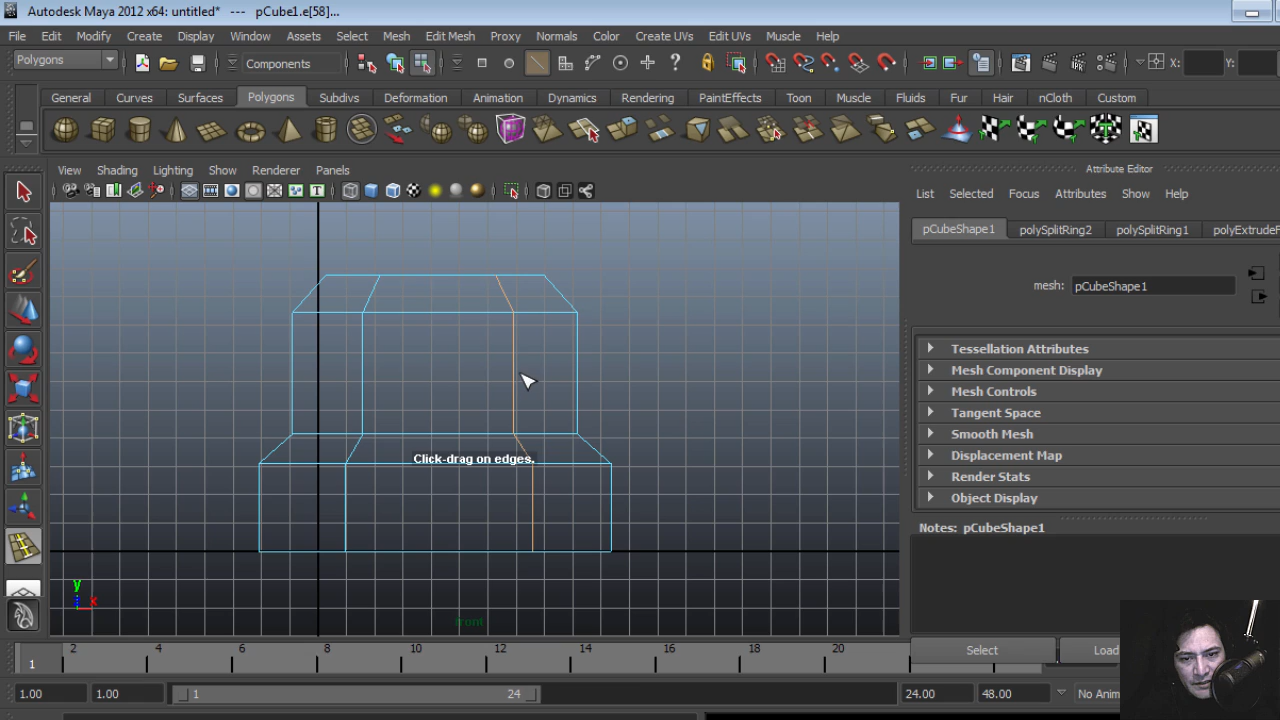 Autodesk Maya 2012 x64: untitled* --- pCube1.e[58]...
File Edit Modify Create Display Window Assets Select Mesh Edit Mesh Proxy Normals Color Create UVs Edit UVs Muscle Help
Polygons Components X: Y:
General Curves Surfaces Polygons Subdivs Deformation Animation Dynamics Rendering PaintEffects Toon Muscle Fluids Fur Hair nCloth Custom
View Shading Lighting Show Renderer Panels
Attribute Editor
List Selected Focus Attributes Show Help
pCubeShape1 polySplitRing2 polySplitRing1 polyExtrudeF
mesh: pCubeShape1
Tessellation Attributes
Mesh Component Display
Mesh Controls
Tangent Space
Smooth Mesh
Displacement Map
Render Stats
Object Display
Notes: pCubeShape1
Click-drag on edges.
y
x
front
Select Load
1 2 4 6 8 10 12 14 16 18 20
1.00 1.00 1 24 24.00 48.00 No Anim